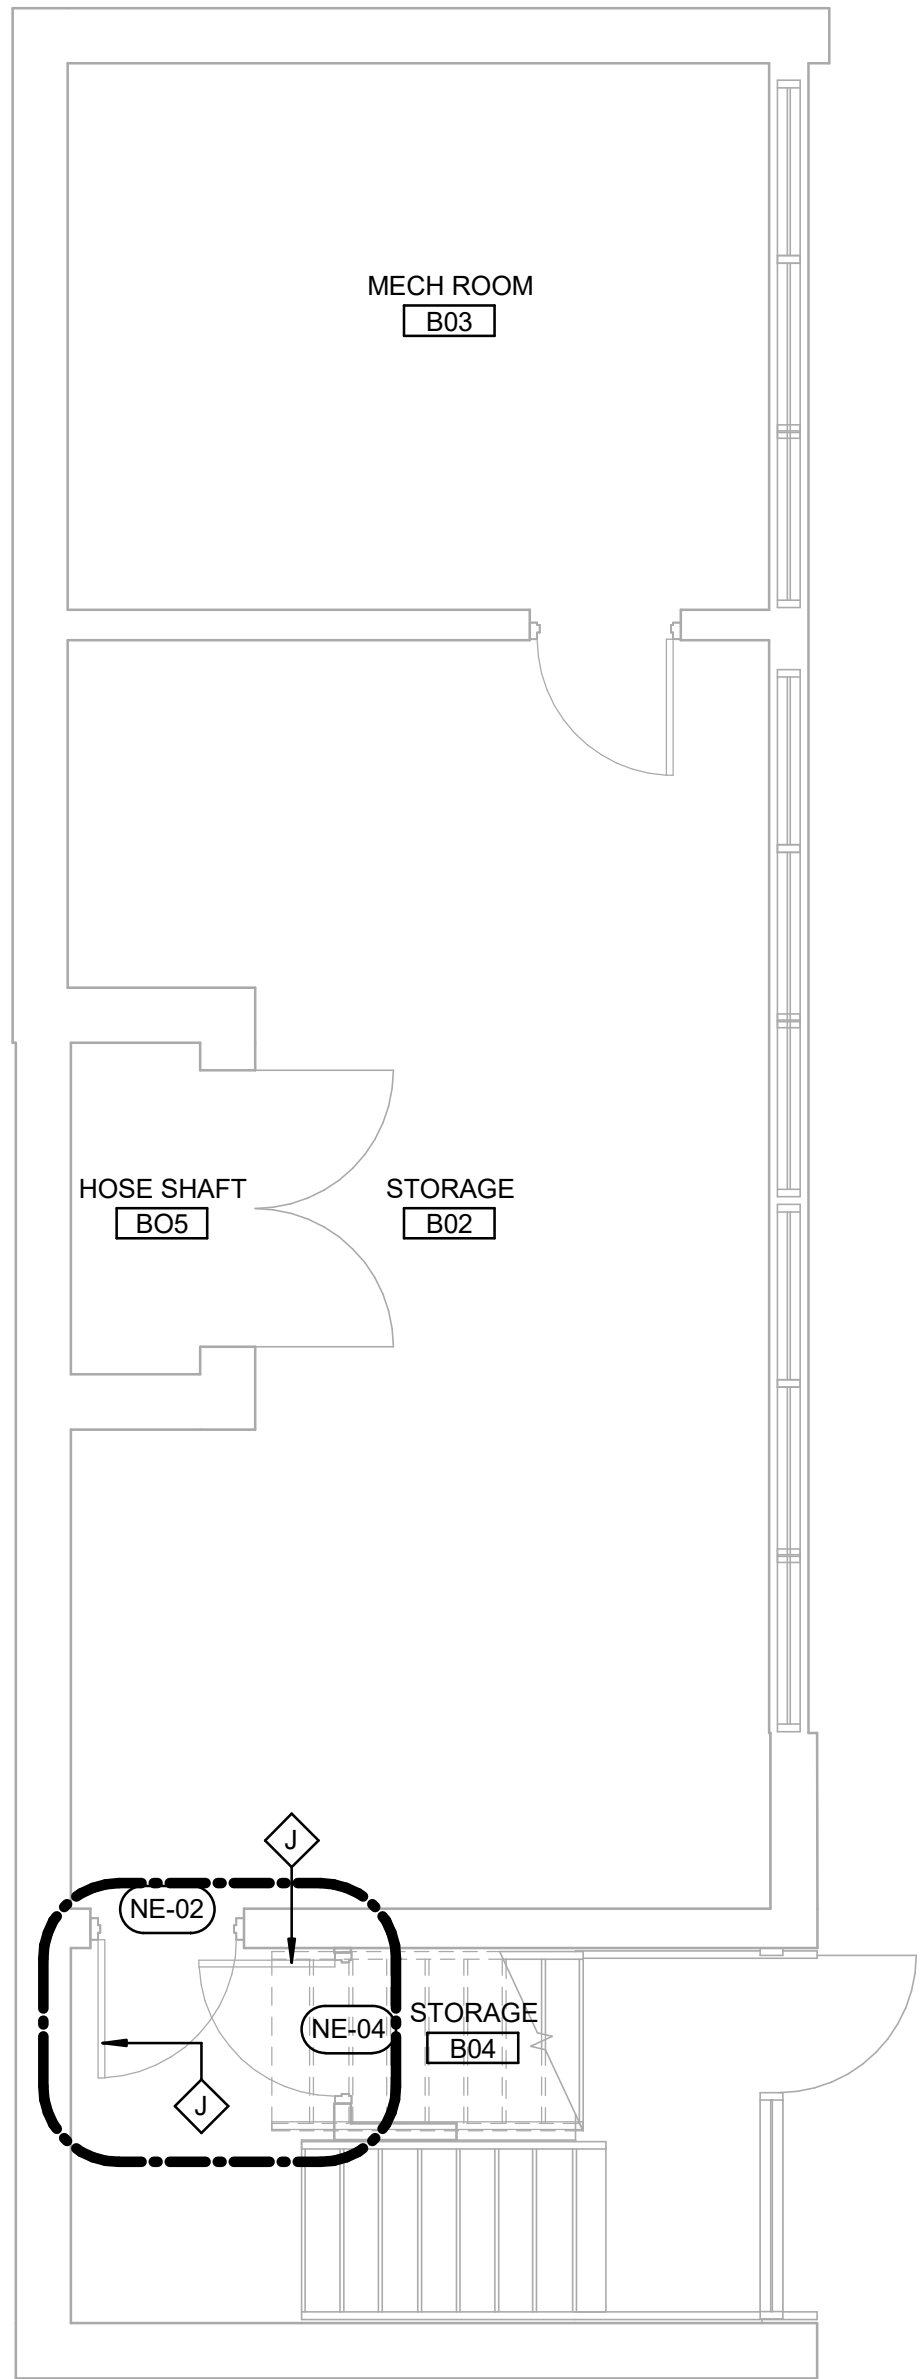 MECH ROOM
B03
HOSE SHAFT
BO5
STORAGE
B02
J
NE-02
NE-04
STORAGE
B04
J